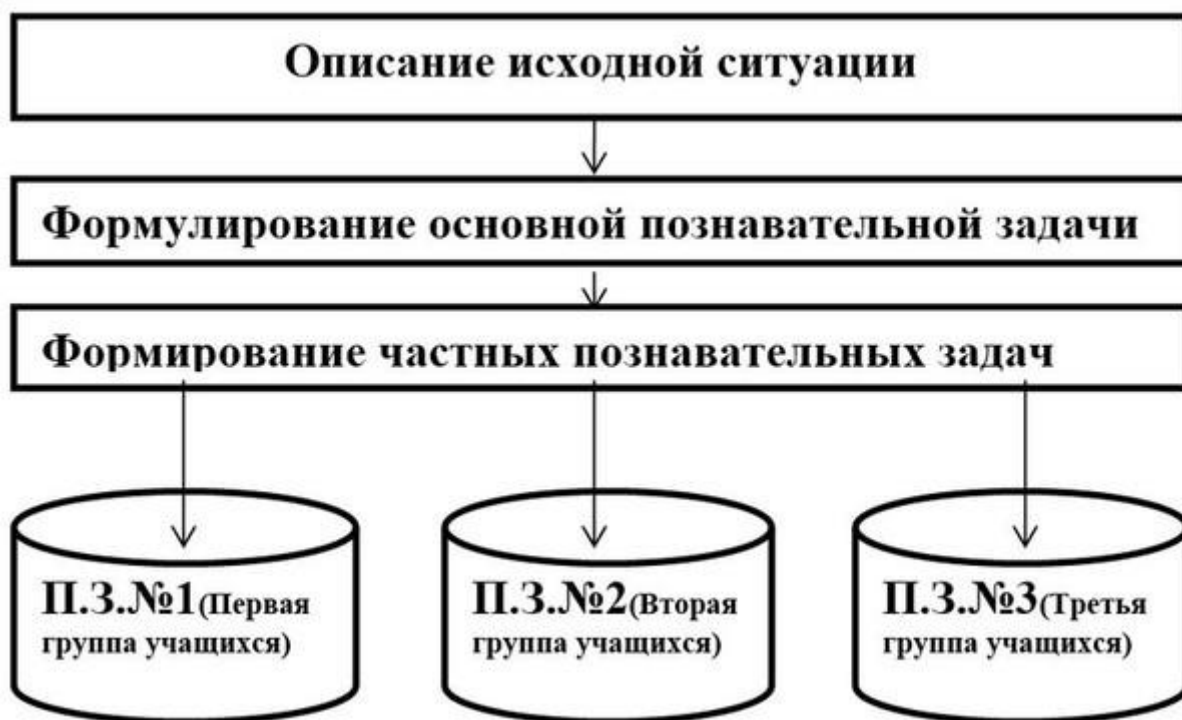 Описание исходной ситуации
Формулирование основной познавательной задачи
Формирование частных познавательных задач
П.З.№1(Первая
группа учащихся)
П.З.№2(Вторая
группа учащихся)
П.З.№3(Третья
группа учащихся)